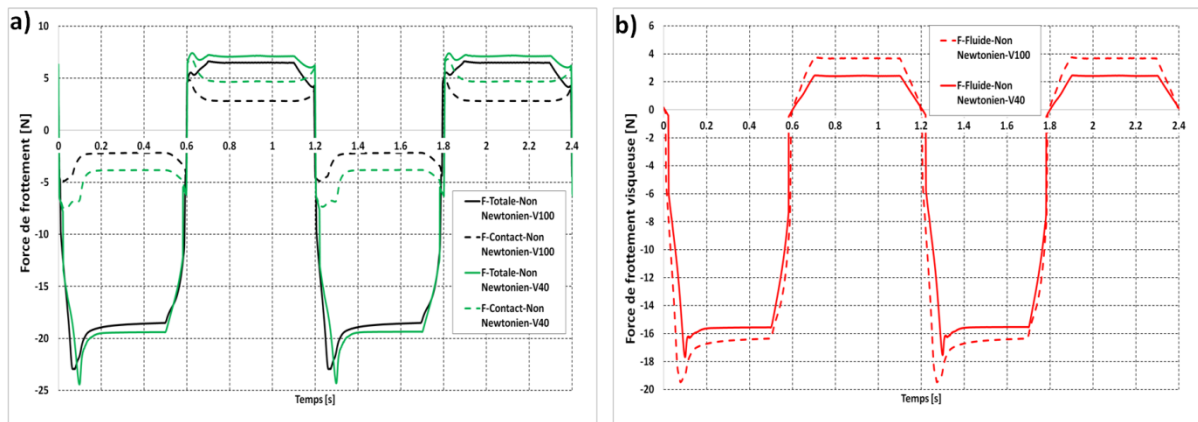 a)
10
5
0
-5
-10
-15
-20
-25
0
0.2
0.4
0.6
0.8
1
1.2
1.4
1.6
1.8
2
2.2
2.4
Force de frottement [N]
Temps [s]
F-Totale-Non
Newtonien-V100
F-Contact-Non
Newtonien-V100
F-Totale-Non
Newtonien-V40
F-Contact-Non
Newtonien-V40
b)
6
4
2
0
-2
-4
-6
-8
-10
-12
-14
-16
-18
-20
0
0.2
0.4
0.6
0.8
1
1.2
1.4
1.6
1.8
2
2.2
2.4
Force de frottement visqueuse [N]
Temps [s]
F-Fluide-Non
Newtonien-V100
F-Fluide-Non
Newtonien-V40